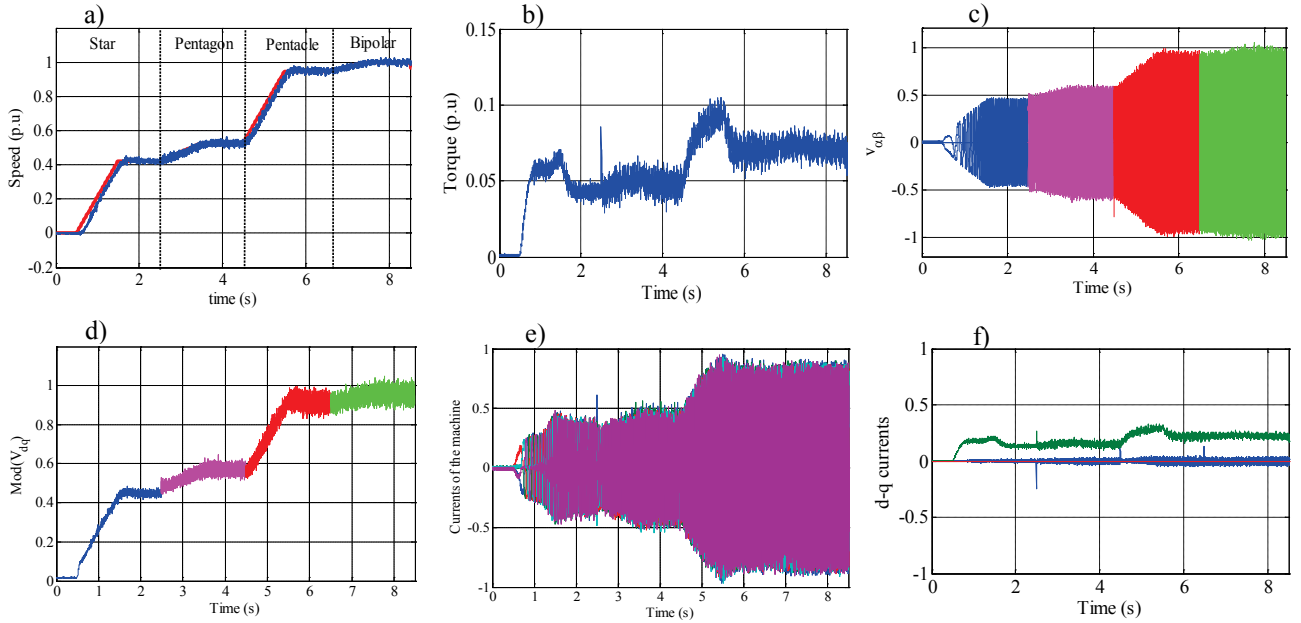 a)
Star Pentagon Pentacle Bipolar
Speed (p.u)
1
0.8
0.6
0.4
0.2
0
-0.2
0 2 4 6 8
time (s)
b)
Torque (p.u)
0.15
0.1
0.05
0
0 2 4 6 8
Time (s)
c)
vαβ
1
0.5
0
-0.5
-1
0 2 4 6 8
Time (s)
d)
Mod(Vdq)
1
0.8
0.6
0.4
0.2
0
0 1 2 3 4 5 6 7 8
Time (s)
e)
Currents of the machine
1
0.5
0
-0.5
-1
0 1 2 3 4 5 6 7 8
Time (s)
f)
d-q currents
1
0.5
0
-0.5
-1
0 2 4 6 8
Time (s)